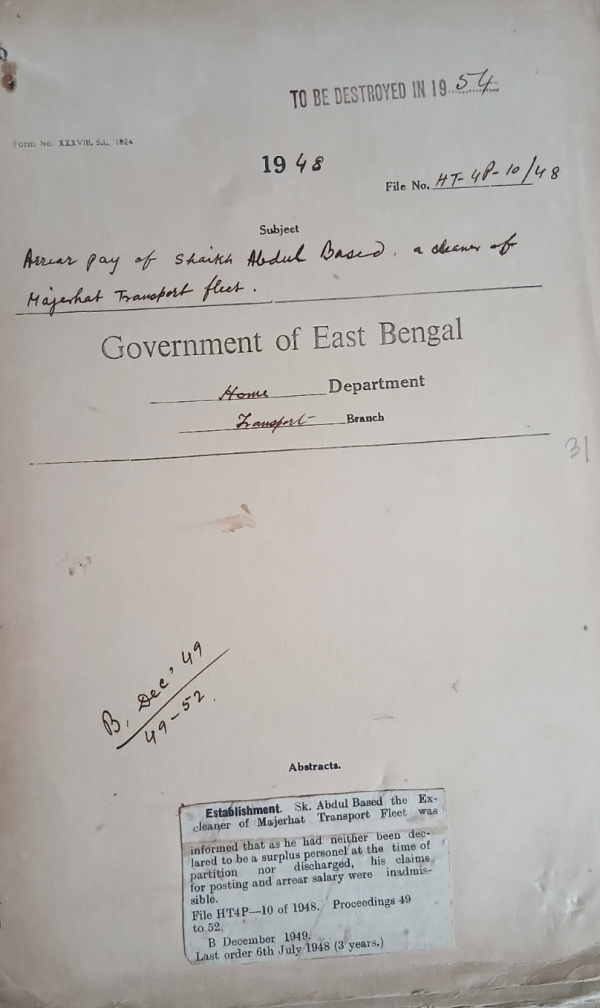 TO BE DESTROYED IN 19 54
Form No. XXXVIII, S.L., 1824
19 48
File No. HT-4P-10/48
Subject
Arrear pay of Shaikh Abdul Based, a cleaner of
Majerhat Transport fleet.
Government of East Bengal
Home Department
Transport Branch
31
B, Dec' 49
49-52.
Abstracts.
Establishment. Sk. Abdul Based the Ex-
cleaner of Majerhat Transport Fleet was
informed that as he had neither been dec-
lared to be a surplus personel at the time of
partition nor discharged, his claims
for posting and arrear salary were inadmis-
sible.
File HT4P—10 of 1948. Proceedings 49
to 52.
B December 1949.
Last order 6th July 1948 (3 years.)